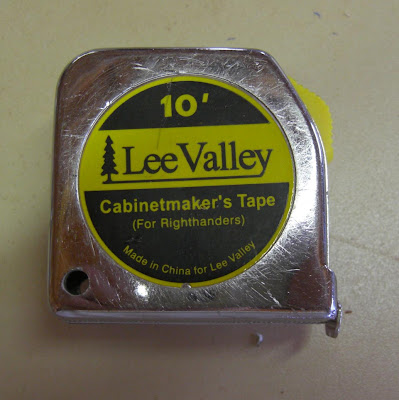 10'
Lee Valley
Cabinetmaker's Tape
(For Righthanders)
Made in China for Lee Valley